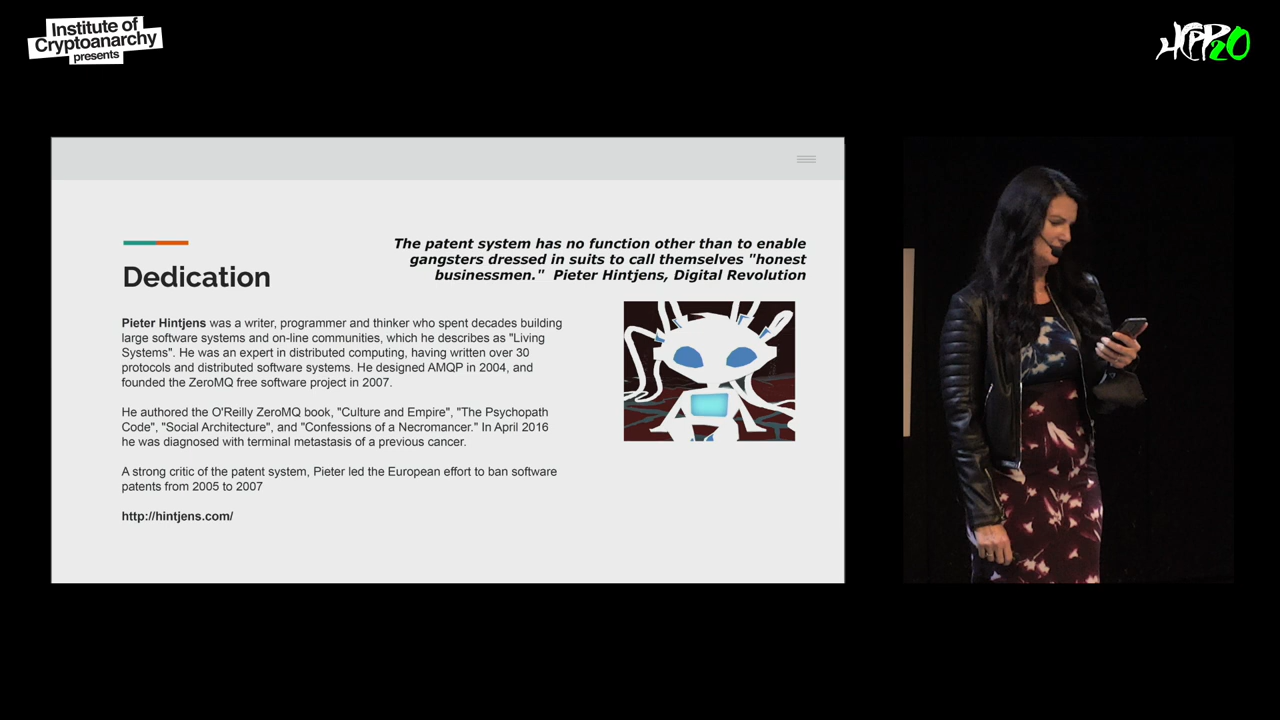 Institute of
Cryptoanarchy
presents
HCPP20
Dedication
The patent system has no function other than to enable
gangsters dressed in suits to call themselves "honest
businessmen." Pieter Hintjens, Digital Revolution
Pieter Hintjens was a writer, programmer and thinker who spent decades building
large software systems and on-line communities, which he describes as "Living
Systems". He was an expert in distributed computing, having written over 30
protocols and distributed software systems. He designed AMQP in 2004, and
founded the ZeroMQ free software project in 2007.
He authored the O'Reilly ZeroMQ book, "Culture and Empire", "The Psychopath
Code", "Social Architecture", and "Confessions of a Necromancer." In April 2016
he was diagnosed with terminal metastasis of a previous cancer.
A strong critic of the patent system, Pieter led the European effort to ban software
patents from 2005 to 2007
http://hintjens.com/